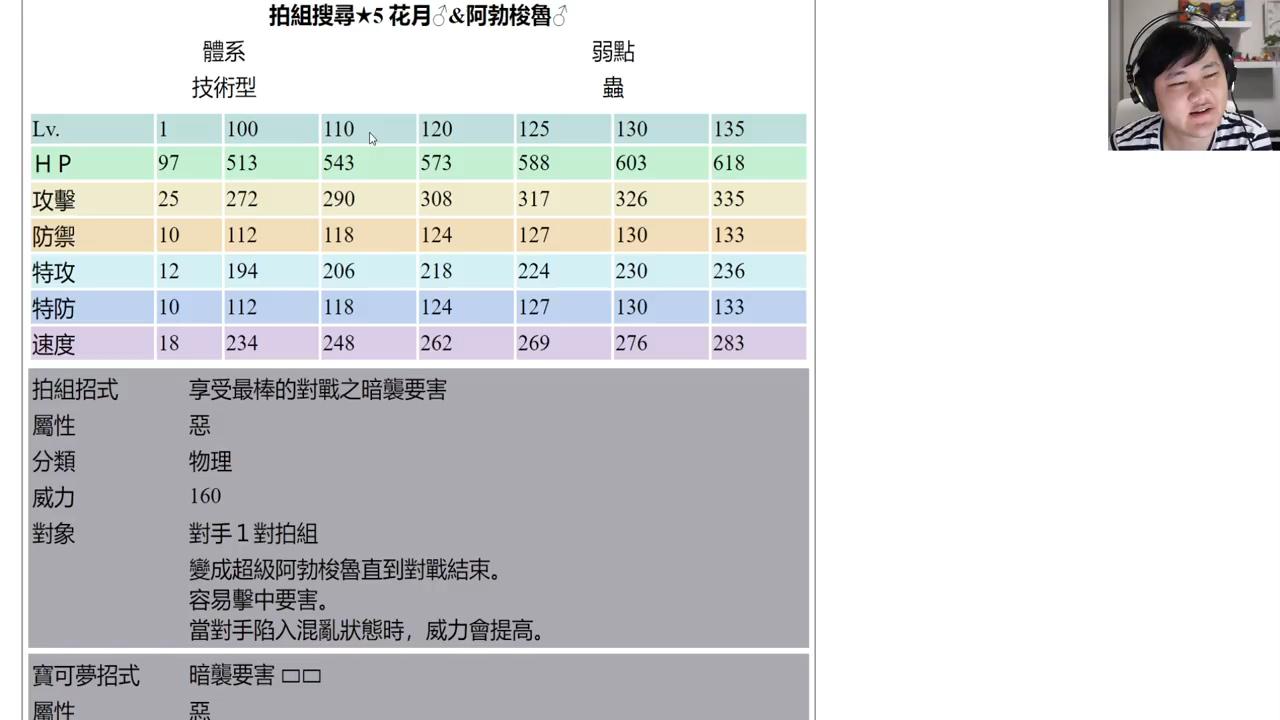 拍組搜尋★5 花月♂&阿勃梭魯♂
體系 弱點
技術型 蟲
Lv. 1 100 110 120 125 130 135
ＨＰ 97 513 543 573 588 603 618
攻擊 25 272 290 308 317 326 335
防禦 10 112 118 124 127 130 133
特攻 12 194 206 218 224 230 236
特防 10 112 118 124 127 130 133
速度 18 234 248 262 269 276 283
拍組招式 享受最棒的對戰之暗襲要害
屬性 惡
分類 物理
威力 160
對象 對手１對拍組
變成超級阿勃梭魯直到對戰結束。
容易擊中要害。
當對手陷入混亂狀態時，威力會提高。
寶可夢招式 暗襲要害 □□
屬性 惡